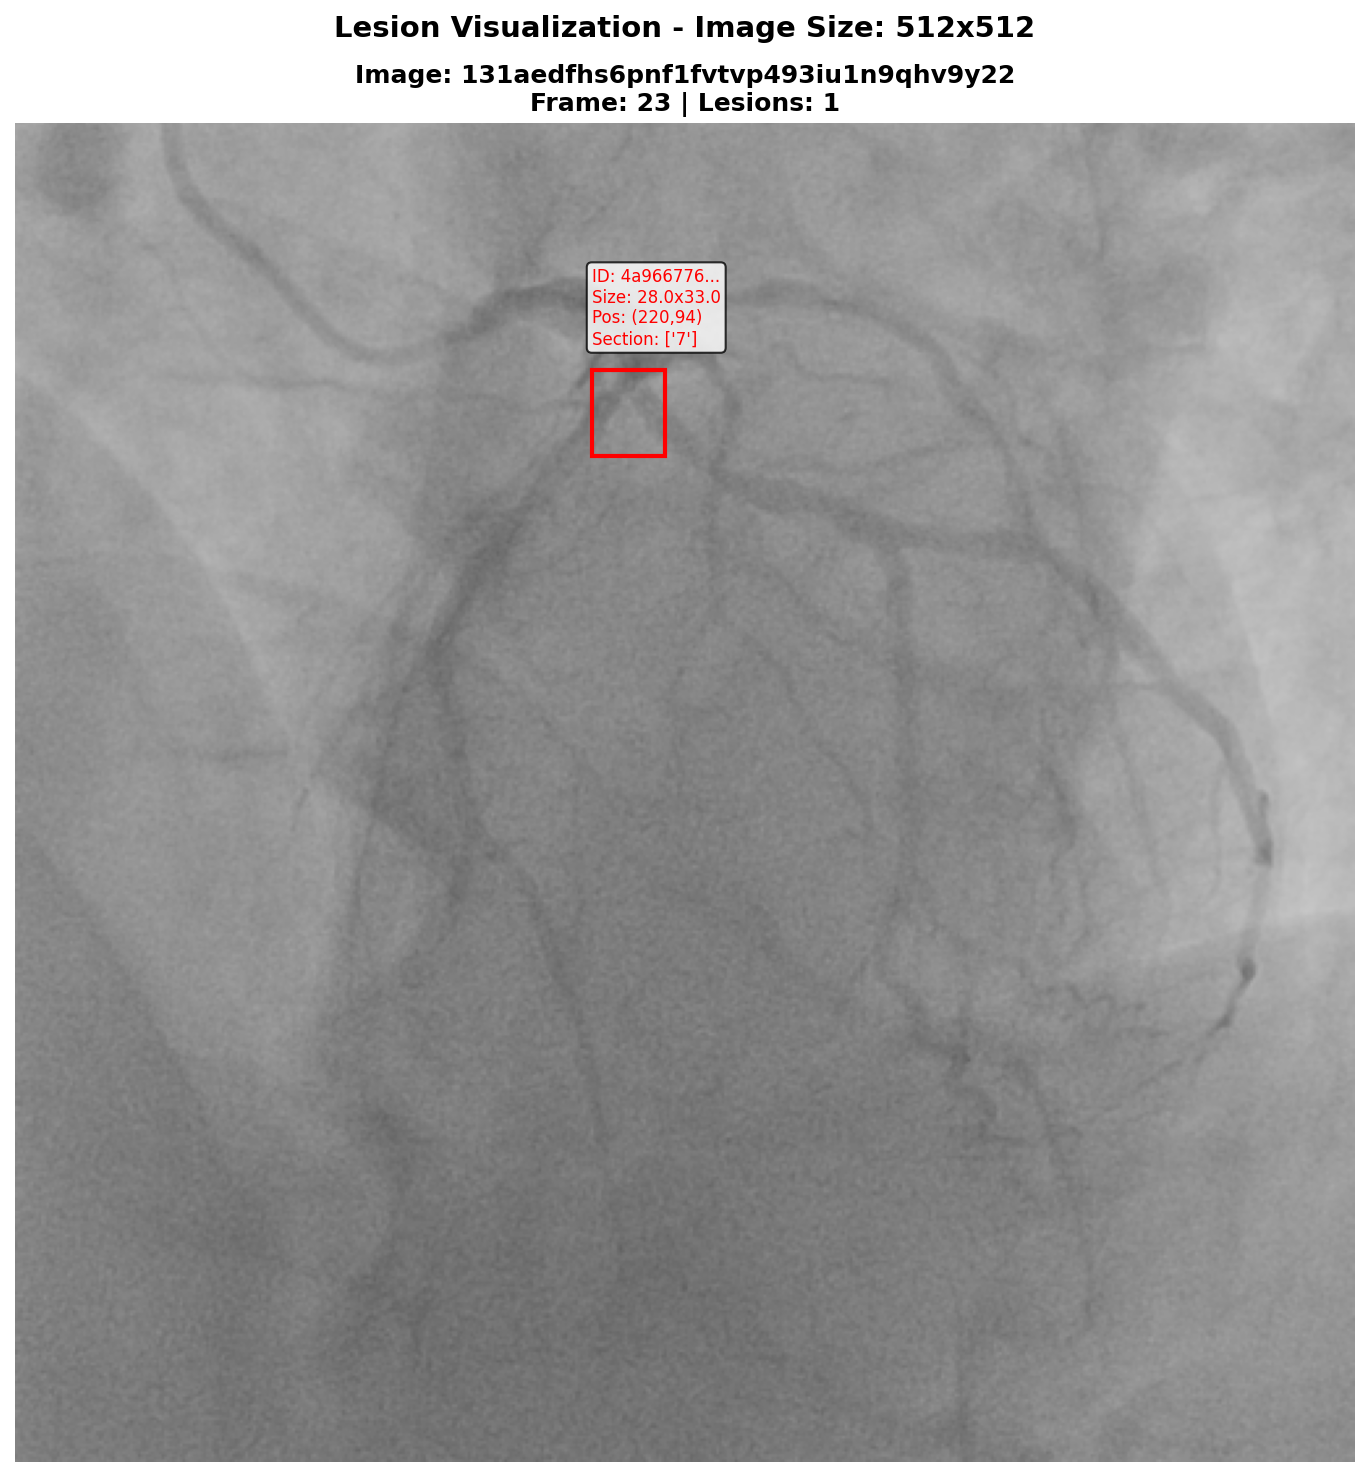 Lesion Visualization - Image Size: 512x512
Image: 131aedfhs6pnf1fvtvp493iu1n9qhv9y22
Frame: 23 | Lesions: 1
ID: 4a966776...
Size: 28.0x33.0
Pos: (220,94)
Section: ['7']